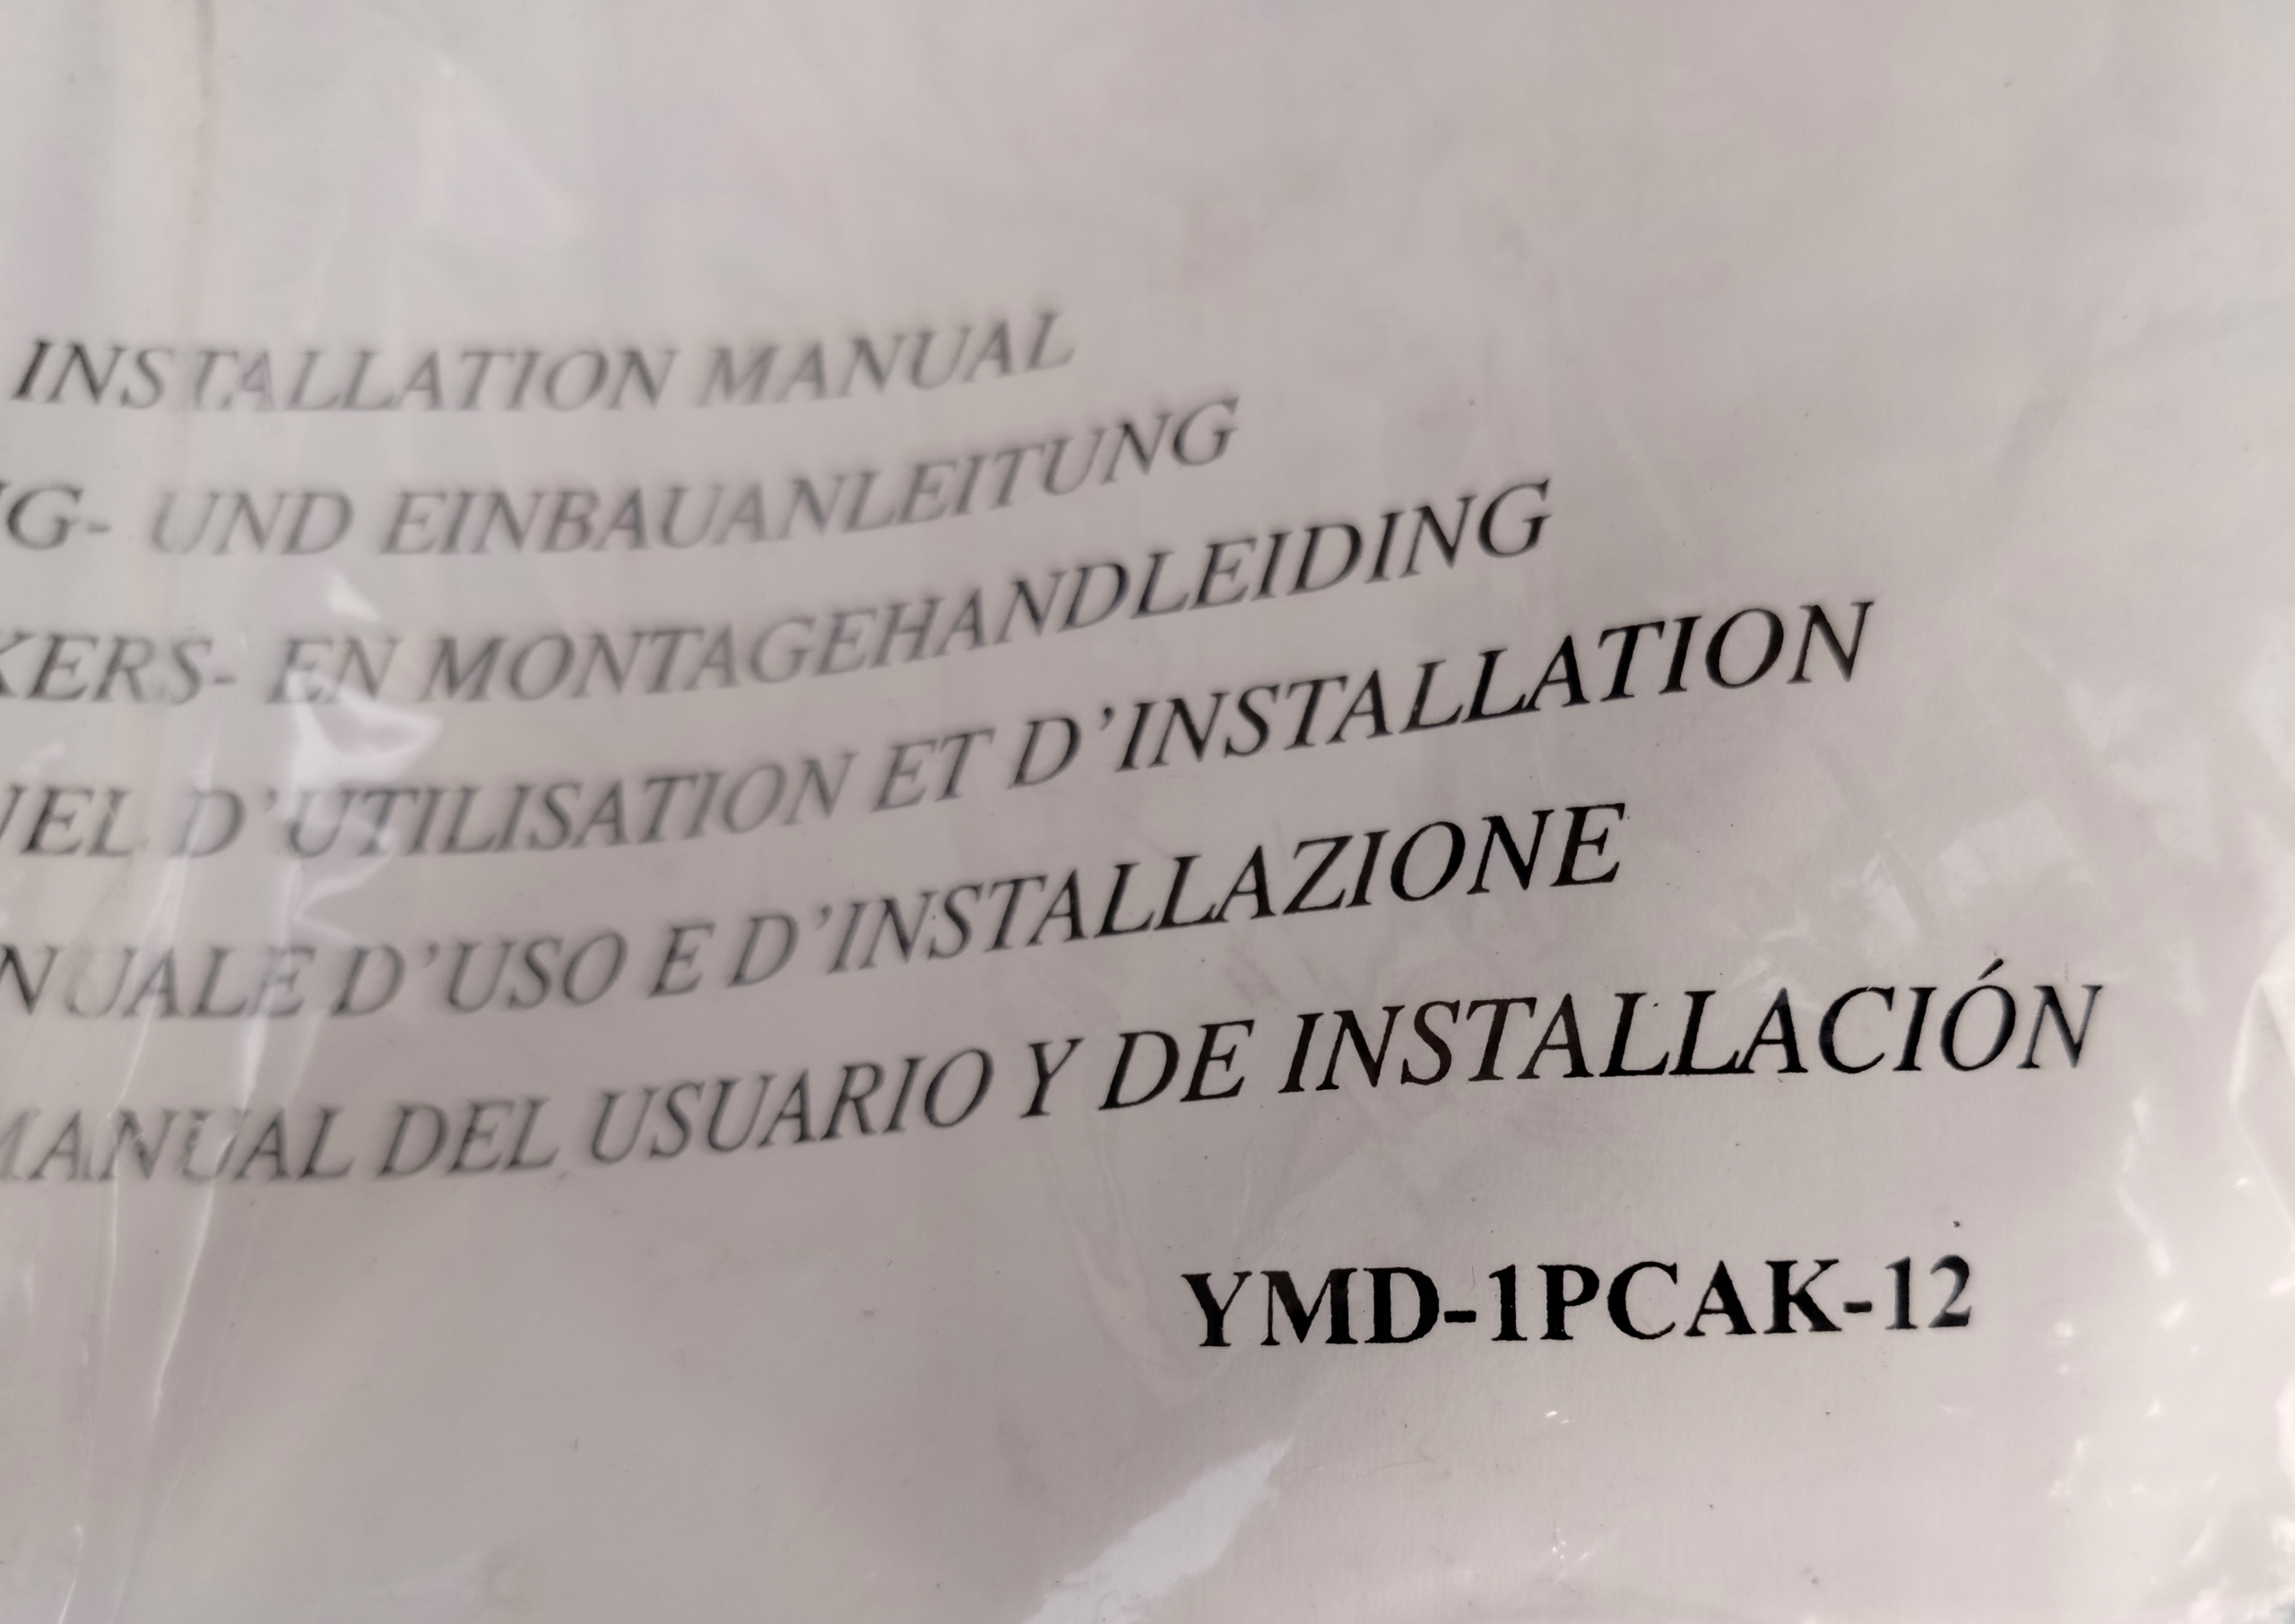 INSTALLATION MANUAL
G- UND EINBAUANLEITUNG
KERS- EN MONTAGEHANDLEIDING
UEL D'UTILISATION ET D'INSTALLATION
NUALE D'USO E D'INSTALLAZIONE
MANUAL DEL USUARIO Y DE INSTALLACIÓN
YMD-1PCAK-12